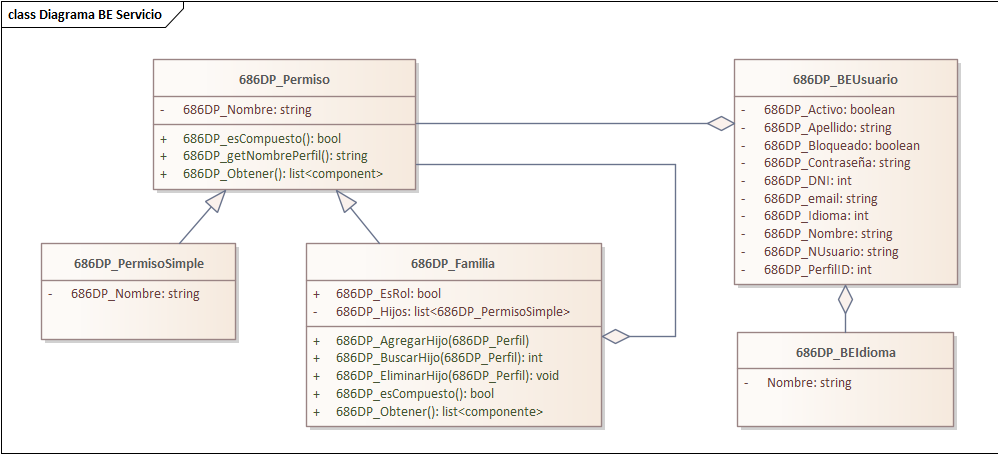 class Diagrama BE Servicio
686DP_Permiso
- 686DP_Nombre: string
+ 686DP_esCompuesto(): bool
+ 686DP_getNombrePerfil(): string
+ 686DP_Obtener(): list<component>
686DP_BEUsuario
- 686DP_Activo: boolean
- 686DP_Apellido: string
- 686DP_Bloqueado: boolean
- 686DP_Contraseña: string
- 686DP_DNI: int
- 686DP_email: string
- 686DP_Idioma: int
- 686DP_Nombre: string
- 686DP_NUsuario: string
- 686DP_PerfilID: int
686DP_PermisoSimple
- 686DP_Nombre: string
686DP_Familia
+ 686DP_EsRol: bool
- 686DP_Hijos: list<686DP_PermisoSimple>
+ 686DP_AgregarHijo(686DP_Perfil)
+ 686DP_BuscarHijo(686DP_Perfil): int
+ 686DP_EliminarHijo(686DP_Perfil): void
+ 686DP_esCompuesto(): bool
+ 686DP_Obtener(): list<componente>
686DP_BEIdioma
- Nombre: string